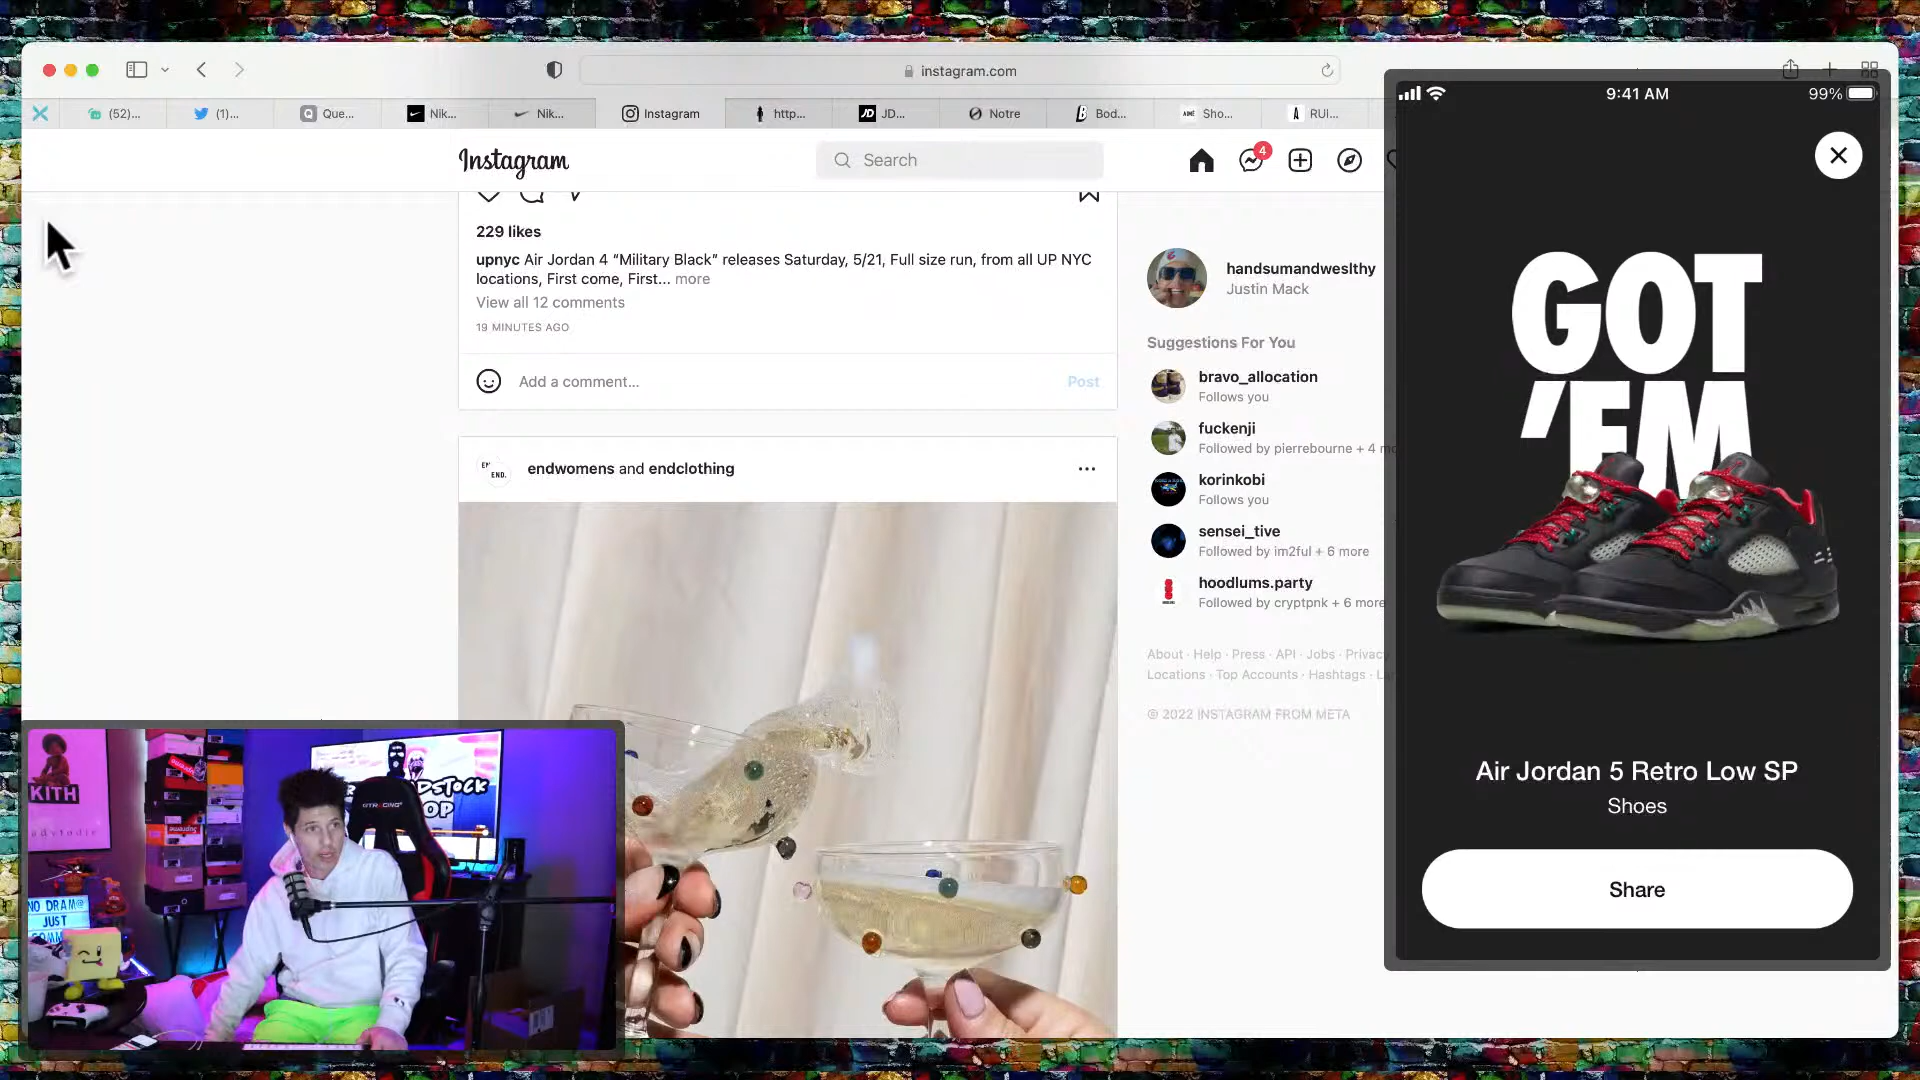 instagram.com
(52)...
(1)...
Que...
Nik...
Nik...
Instagram
http...
JD
JD...
Notre
Bod...
Sho...
RUI...
Instagram
Search
4
229 likes
upnyc Air Jordan 4 “Military Black” releases Saturday, 5/21, Full size run, from all UP NYC
locations, First come, First... more
View all 12 comments
19 MINUTES AGO
Add a comment...
Post
END.
endwomens and endclothing
handsumandweslthy
Justin Mack
Suggestions For You
bravo_allocation
Follows you
fuckenji
Followed by pierrebourne + 4
korinkobi
Follows you
sensei_tive
Followed by im2ful + 6 more
hoodlums.party
Followed by cryptpnk + 6 more
About · Help · Press · API · Jobs · Privacy
Locations · Top Accounts · Hashtags ·
© 2022 INSTAGRAM FROM META
9:41 AM
99%
GOT
'EM
Air Jordan 5 Retro Low SP
Shoes
Share
KITH
Supreme
GTRACING
NO DRAM@
JUST